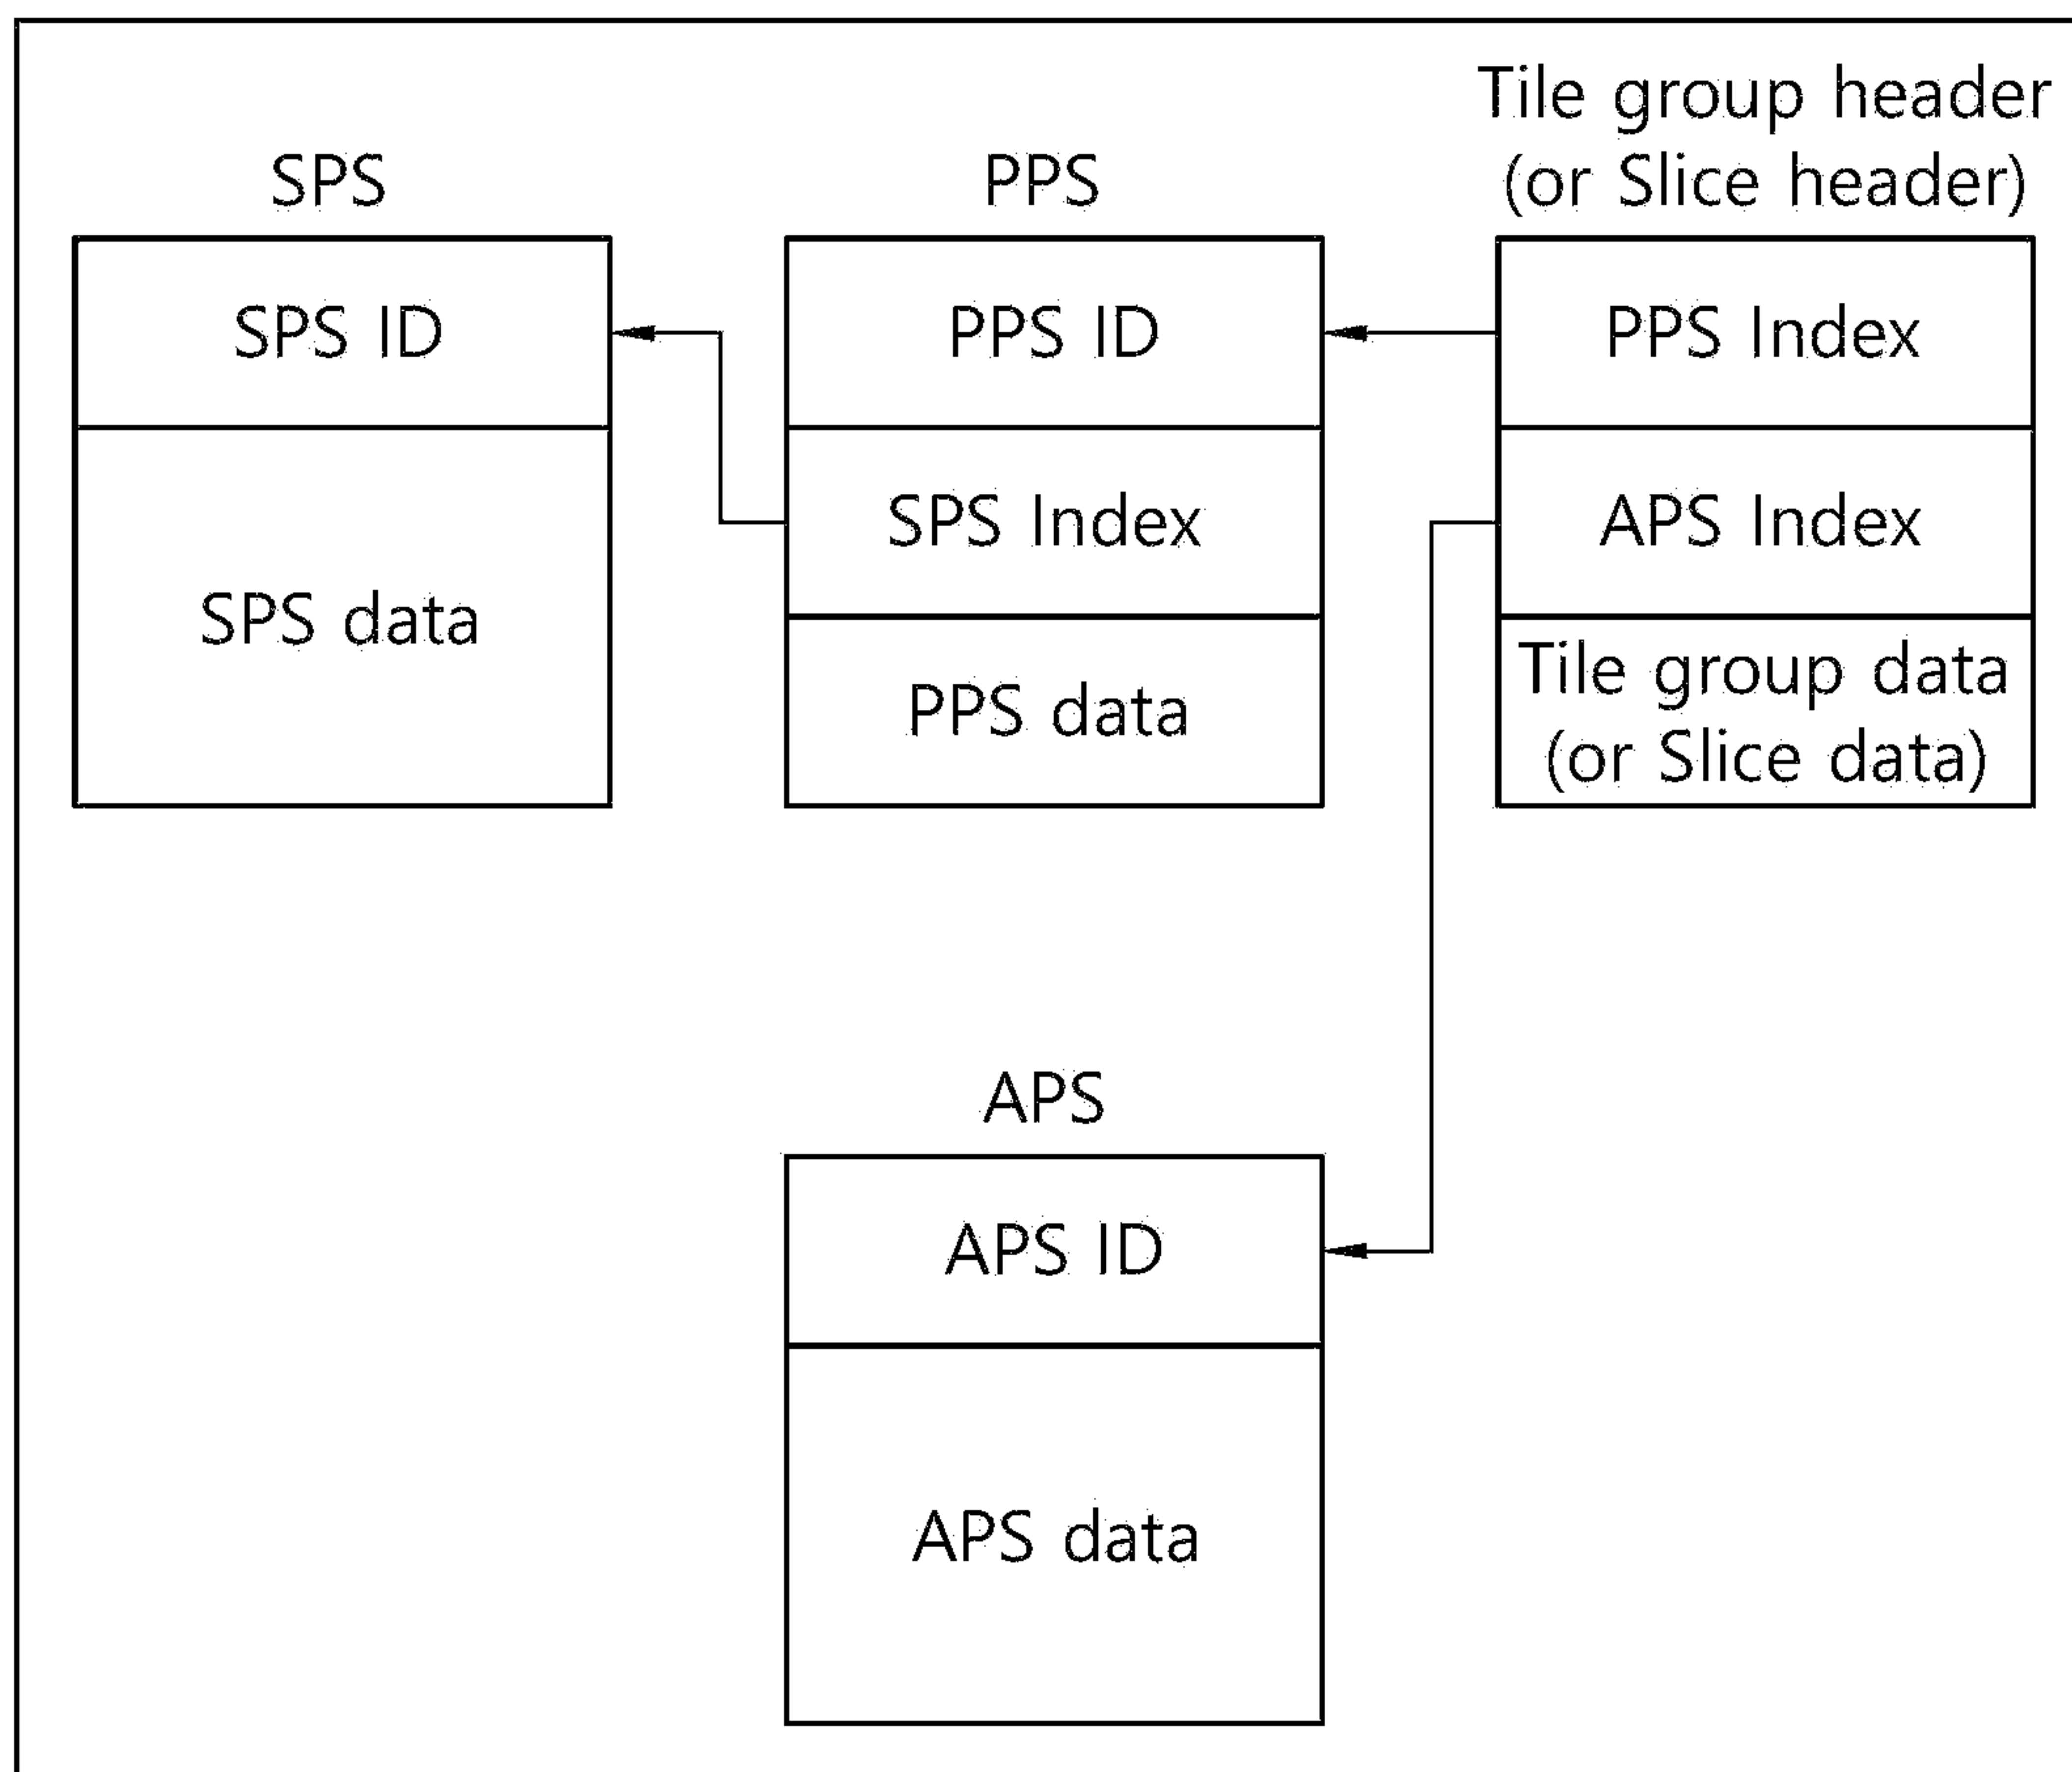 SPS
SPS ID
SPS data
PPS
PPS ID
SPS Index
PPS data
Tile group header
(or Slice header)
PPS Index
APS Index
Tile group data
(or Slice data)
APS
APS ID
APS data